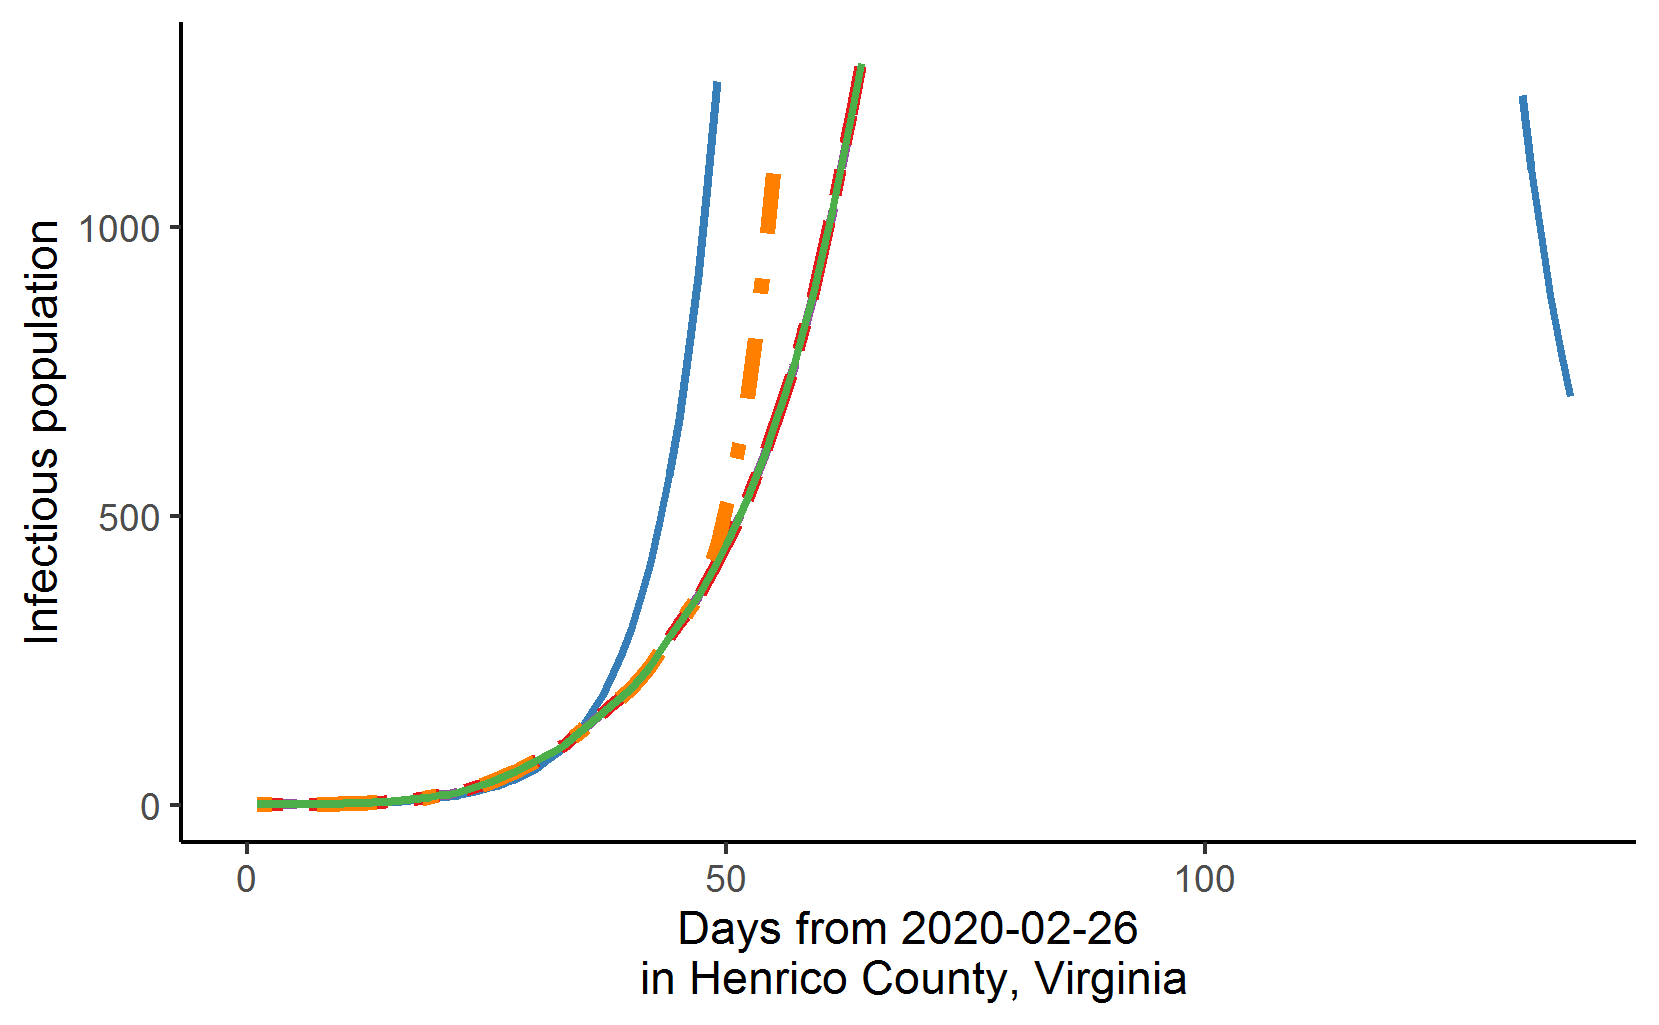 Infectious population
1000
500
0
0 50 100
Days from 2020-02-26
in Henrico County, Virginia